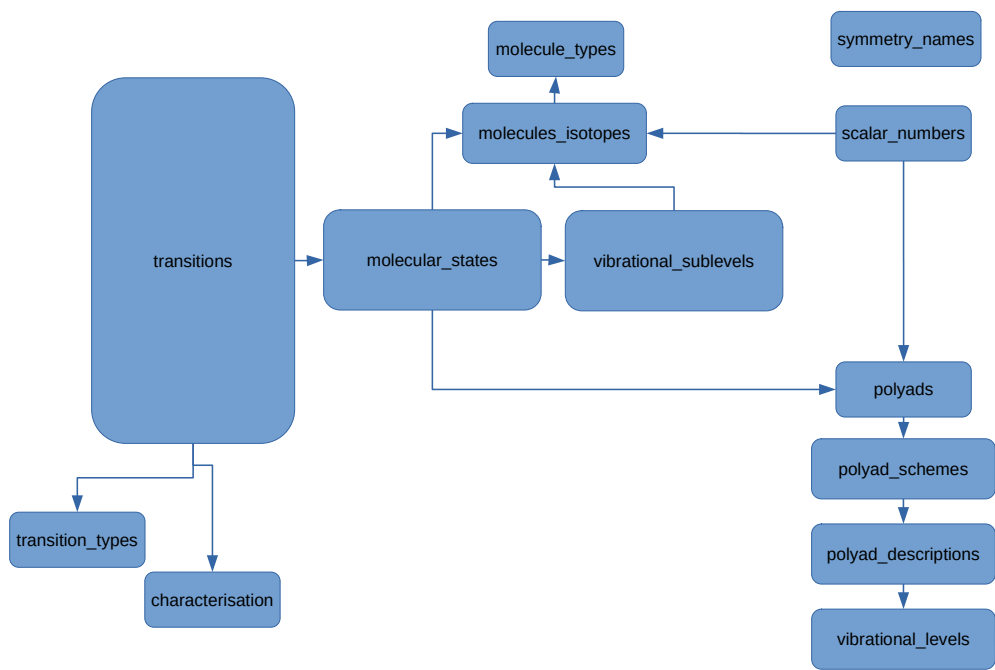 symmetry_names
molecule_types
molecules_isotopes
scalar_numbers
transitions
molecular_states
vibrational_sublevels
polyads
polyad_schemes
transition_types
polyad_descriptions
characterisation
vibrational_levels